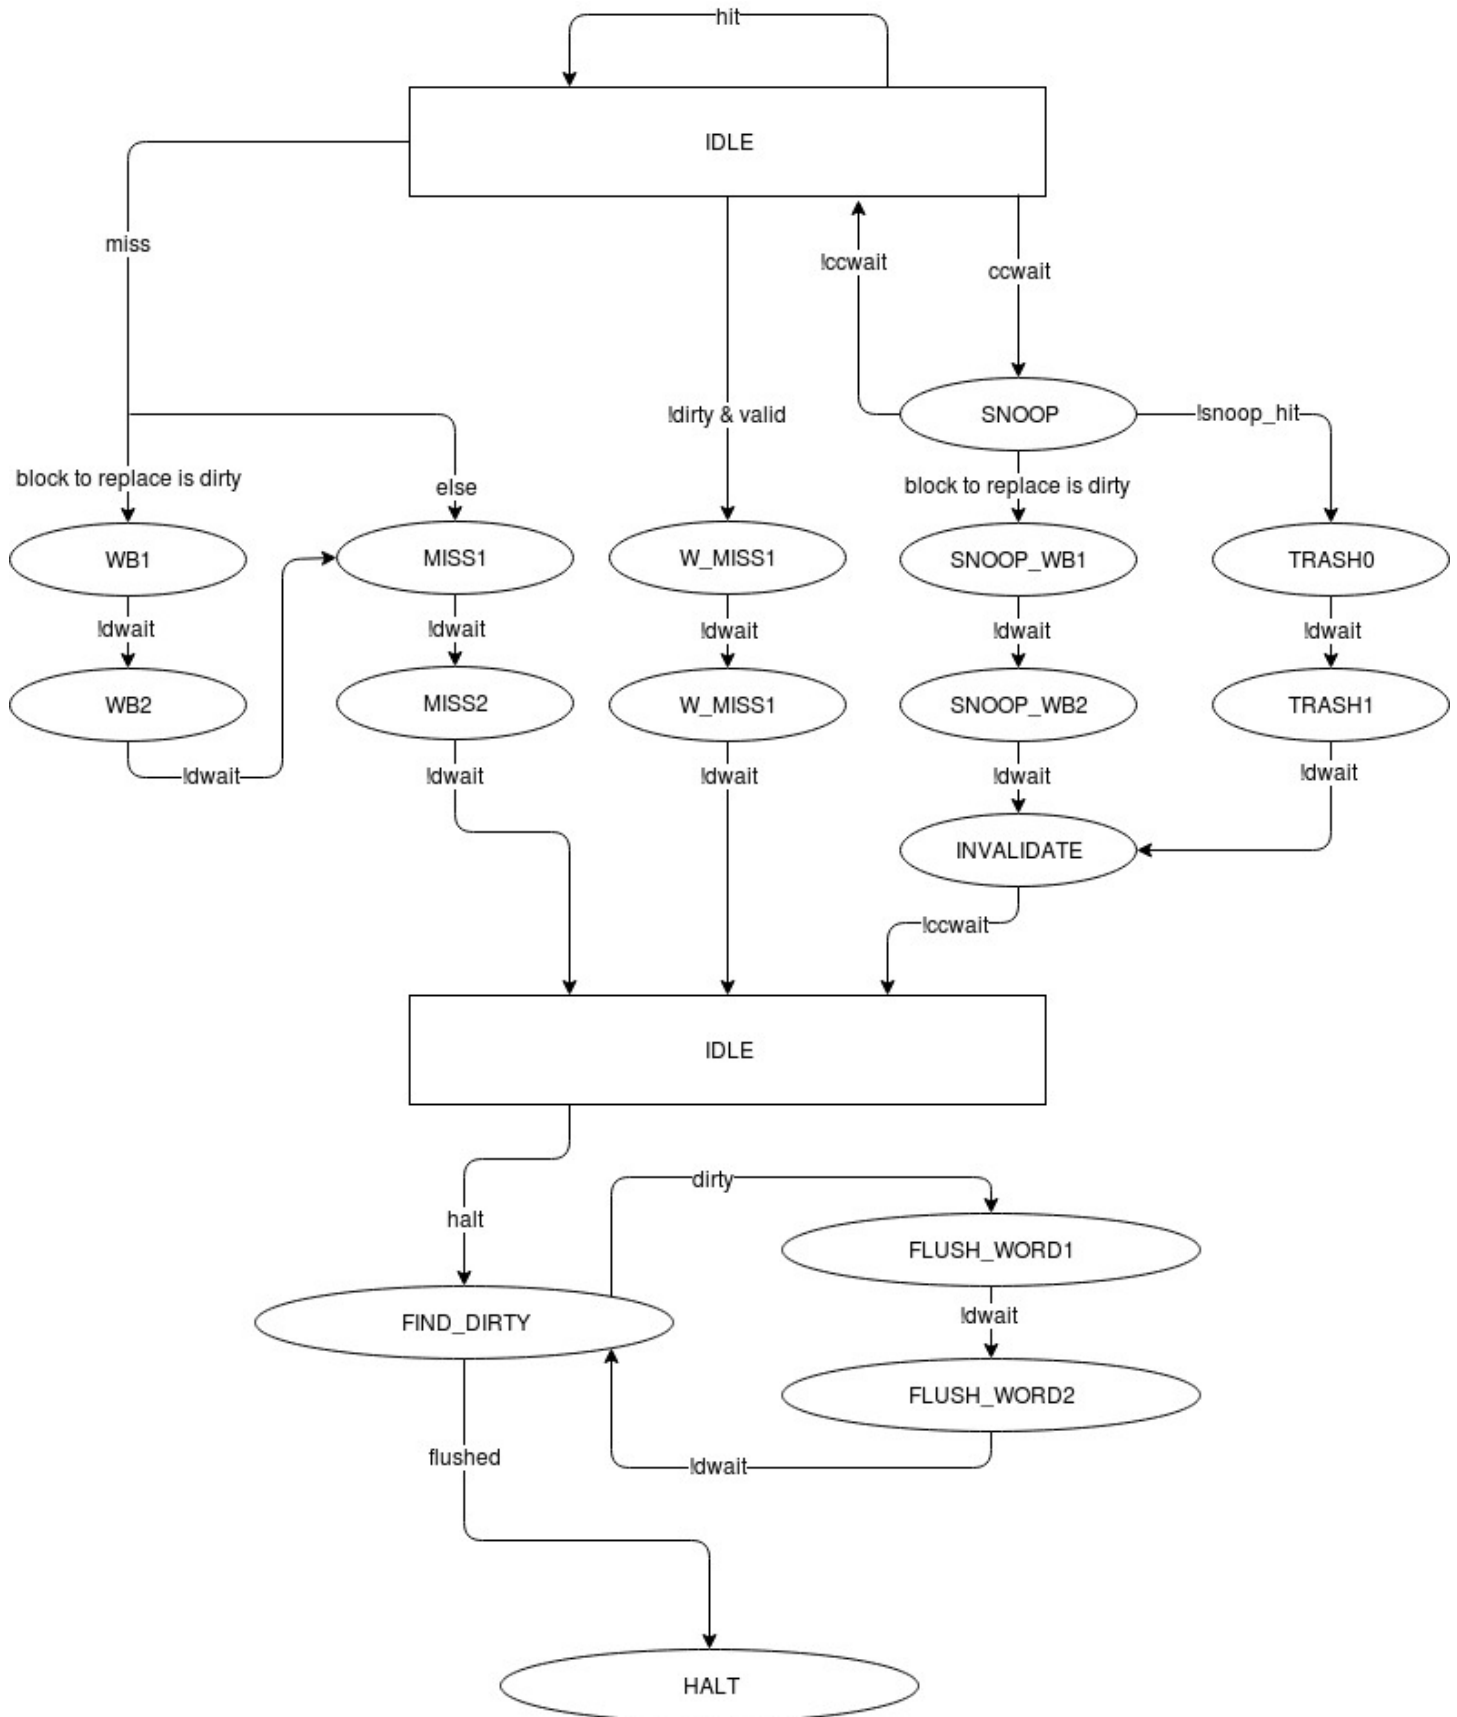 hit
IDLE
miss
!ccwait
ccwait
!dirty & valid
SNOOP
!snoop_hit
block to replace is dirty
else
block to replace is dirty
WB1
MISS1
W_MISS1
SNOOP_WB1
TRASH0
!dwait
!dwait
!dwait
!dwait
!dwait
WB2
MISS2
W_MISS1
SNOOP_WB2
TRASH1
!dwait
!dwait
!dwait
!dwait
!dwait
INVALIDATE
!ccwait
IDLE
dirty
halt
FLUSH_WORD1
!dwait
FIND_DIRTY
FLUSH_WORD2
flushed
!dwait
HALT